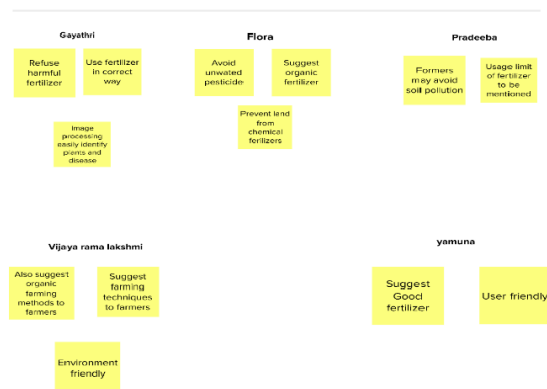 Gayathri
Refuse
harmful
fertilizer
Use fertilizer
in correct
way
Image
processing
easily identify
plants and
disease
Flora
Avoid
unwated
pesticide
Suggest
organic
fertilizer
Prevent land
from
chemical
ferilizers
Pradeeba
Formers
may avoid
soil pollution
Usage limit
of fertilizer
to be
mentioned
Vijaya rama lakshmi
Also suggest
organic
farming
methods to
farmers
Suggest
farming
techniques
to farmers
Environment
friendly
yamuna
Suggest
Good
fertilizer
User friendly